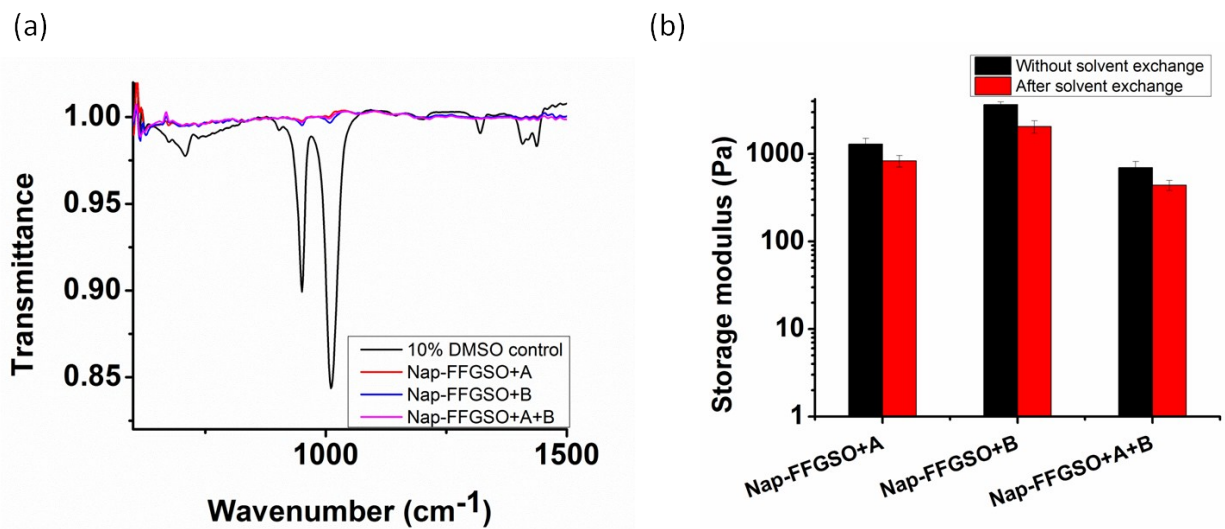 (a)
1.00
0.95
0.90
0.85
Transmittance
10% DMSO control
Nap-FFGSO+A
Nap-FFGSO+B
Nap-FFGSO+A+B
1000
1500
Wavenumber (cm-1)
(b)
Without solvent exchange
After solvent exchange
1000
100
10
1
Storage modulus (Pa)
Nap-FFGSO+A
Nap-FFGSO+B
Nap-FFGSO+A+B